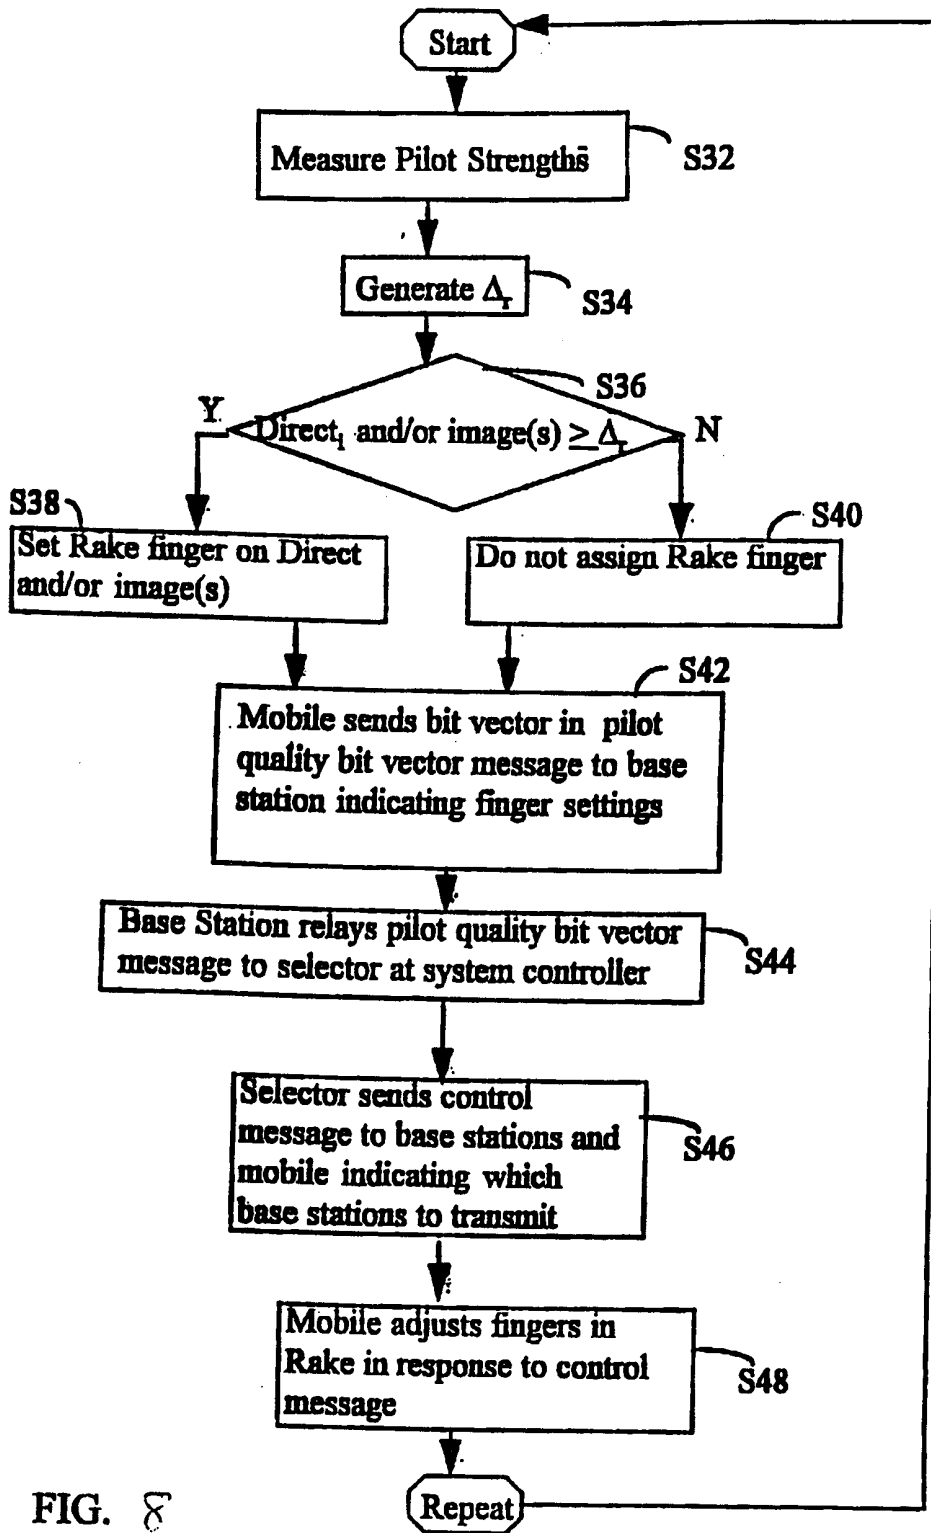 Start
Measure Pilot Strengths
S32
Generate Δr
S34
S36
Y
Direct_i and/or image(s) ≥ Δr
N
S38
Set Rake finger on Direct
and/or image(s)
S40
Do not assign Rake finger
S42
Mobile sends bit vector in pilot
quality bit vector message to base
station indicating finger settings
Base Station relays pilot quality bit vector
message to selector at system controller
S44
Selector sends control
message to base stations and
mobile indicating which
base stations to transmit
S46
Mobile adjusts fingers in
Rake in response to control
message
S48
Repeat
FIG. 8